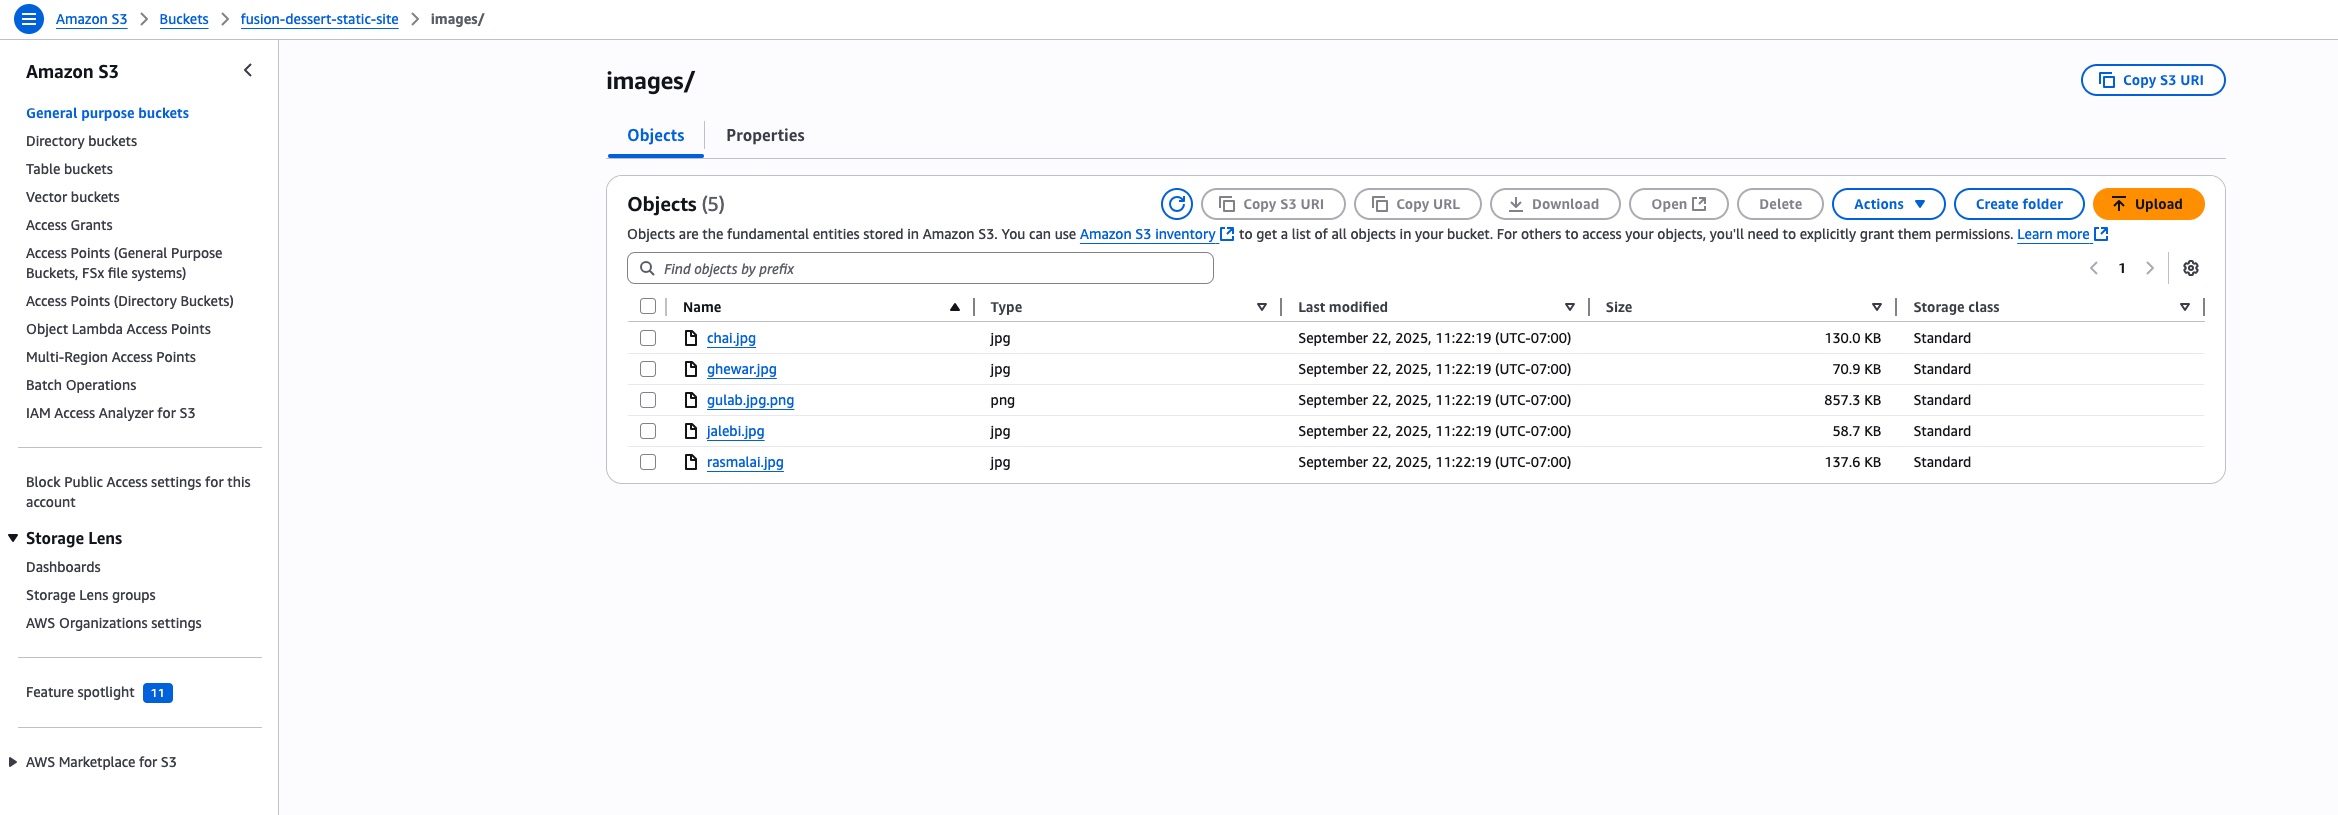 Amazon S3 > Buckets > fusion-dessert-static-site > images/
Amazon S3
General purpose buckets
Directory buckets
Table buckets
Vector buckets
Access Grants
Access Points (General Purpose
Buckets, FSx file systems)
Access Points (Directory Buckets)
Object Lambda Access Points
Multi-Region Access Points
Batch Operations
IAM Access Analyzer for S3
Block Public Access settings for this
account
Storage Lens
Dashboards
Storage Lens groups
AWS Organizations settings
Feature spotlight 11
AWS Marketplace for S3
images/
Copy S3 URI
Objects Properties
Objects (5)
Copy S3 URI Copy URL Download Open Delete Actions Create folder Upload
Objects are the fundamental entities stored in Amazon S3. You can use Amazon S3 inventory to get a list of all objects in your bucket. For others to access your objects, you'll need to explicitly grant them permissions. Learn more
Find objects by prefix
1
Name Type Last modified Size Storage class
chai.jpg jpg September 22, 2025, 11:22:19 (UTC-07:00) 130.0 KB Standard
ghewar.jpg jpg September 22, 2025, 11:22:19 (UTC-07:00) 70.9 KB Standard
gulab.jpg.png png September 22, 2025, 11:22:19 (UTC-07:00) 857.3 KB Standard
jalebi.jpg jpg September 22, 2025, 11:22:19 (UTC-07:00) 58.7 KB Standard
rasmalai.jpg jpg September 22, 2025, 11:22:19 (UTC-07:00) 137.6 KB Standard